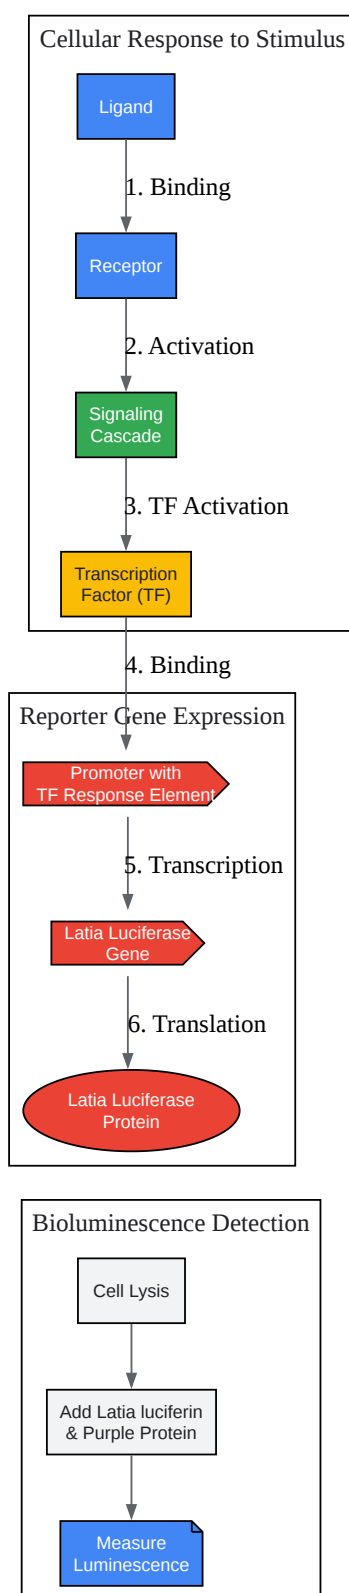 Cellular Response to Stimulus
Ligand
1. Binding
Receptor
2. Activation
Signaling
Cascade
3. TF Activation
Transcription
Factor (TF)
4. Binding
Reporter Gene Expression
Promoter with
TF Response Element
5. Transcription
Latia Luciferase
Gene
6. Translation
Latia Luciferase
Protein
Bioluminescence Detection
Cell Lysis
Add Latia luciferin
& Purple Protein
Measure
Luminescence